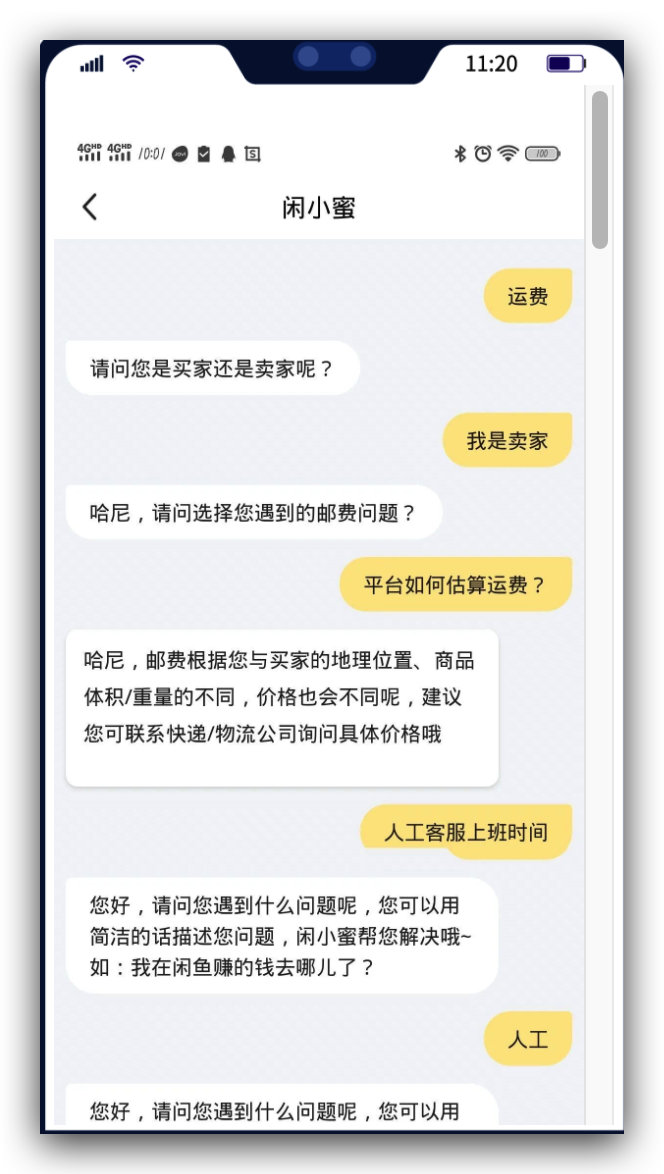 11:20
4GHD 4GHD
100
闲小蜜
运费
请问您是买家还是卖家呢？
我是卖家
哈尼，请问选择您遇到的邮费问题？
平台如何估算运费？
哈尼，邮费根据您与买家的地理位置、商品
体积/重量的不同，价格也会不同呢，建议
您可联系快递/物流公司询问具体价格哦
人工客服上班时间
您好，请问您遇到什么问题呢，您可以用
简洁的话描述您问题，闲小蜜帮您解决哦~
如：我在闲鱼赚的钱去哪儿了？
人工
您好，请问您遇到什么问题呢，您可以用